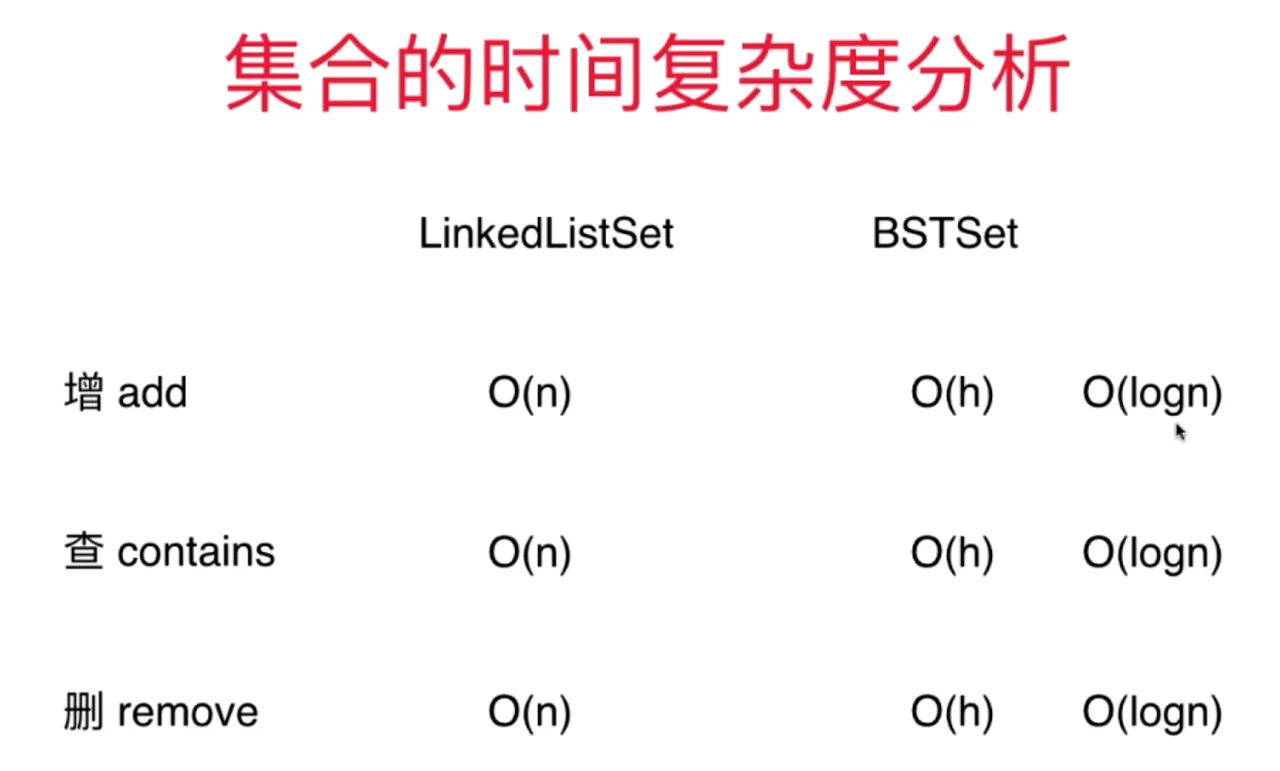 集合的时间复杂度分析
LinkedListSet BSTSet
增 add O(n) O(h) O(logn)
查 contains O(n) O(h) O(logn)
删 remove O(n) O(h) O(logn)